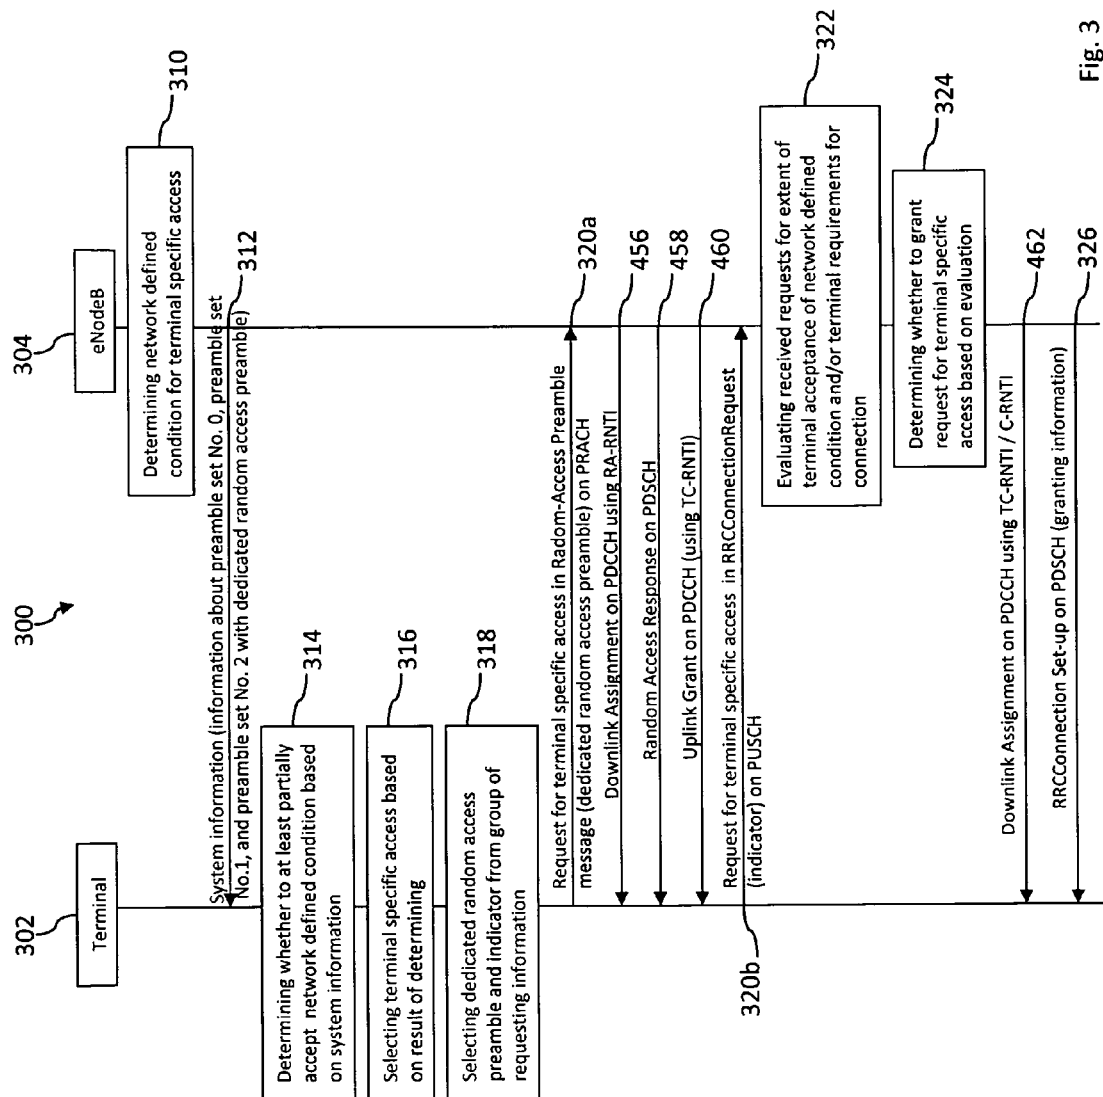 300
302
Terminal
304
eNodeB
Determining network defined
condition for terminal specific access
310
System information (information about preamble set No. 0, preamble set
No.1, and preamble set No. 2 with dedicated random access preamble)
312
Determining whether to at least partially
accept network defined condition based
on system information
314
Selecting terminal specific access based
on result of determining
316
Selecting dedicated random access
preamble and indicator from group of
requesting information
318
Request for terminal specific access in Radom-Access Preamble
message (dedicated random access preamble) on PRACH
320a
Downlink Assignment on PDCCH using RA-RNTI
456
Random Access Response on PDSCH
458
Uplink Grant on PDCCH (using TC-RNTI)
460
Request for terminal specific access in RRCConnectionRequest
(indicator) on PUSCH
320b
Evaluating received requests for extent of
terminal acceptance of network defined
condition and/or terminal requirements for
connection
322
Determining whether to grant
request for terminal specific
access based on evaluation
324
Downlink Assignment on PDCCH using TC-RNTI / C-RNTI
462
RRCConnection Set-up on PDSCH (granting information)
326
Fig. 3